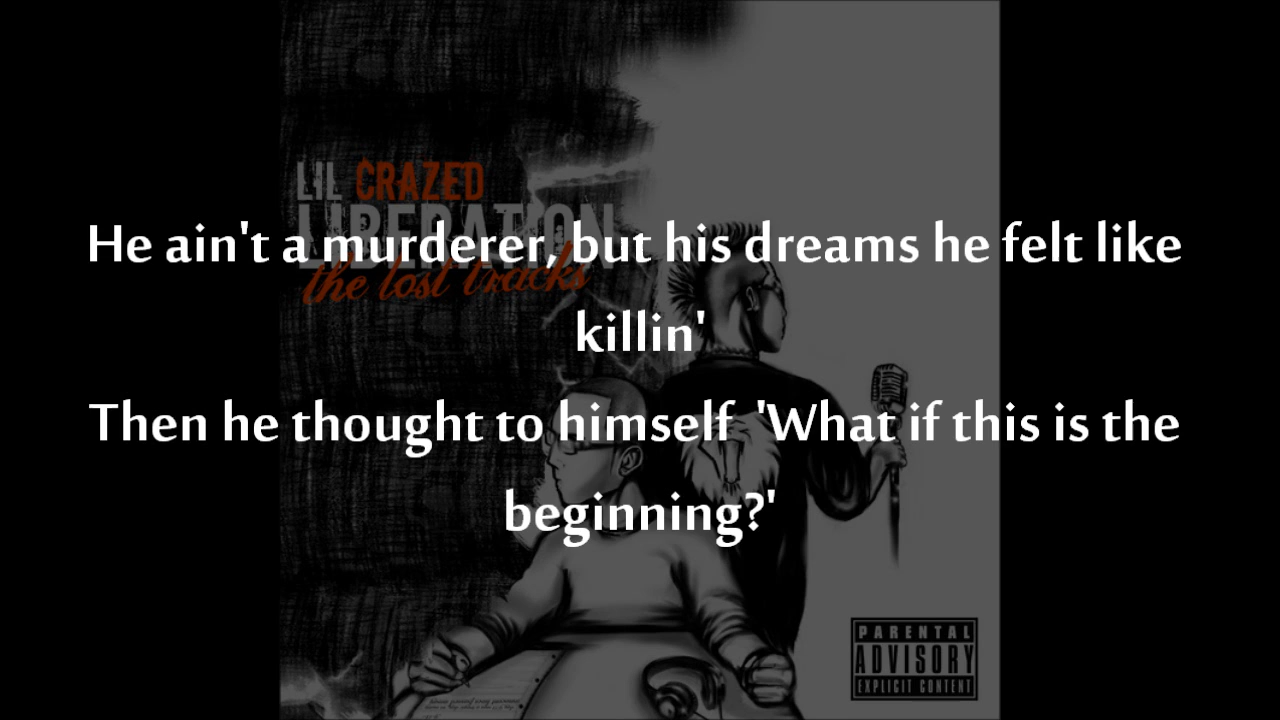 LIL CRAZED
LIBERATION
the lost tracks
He ain't a murderer, but his dreams he felt like
killin'
Then he thought to himself 'What if this is the
beginning?'
PARENTAL
ADVISORY
EXPLICIT CONTENT